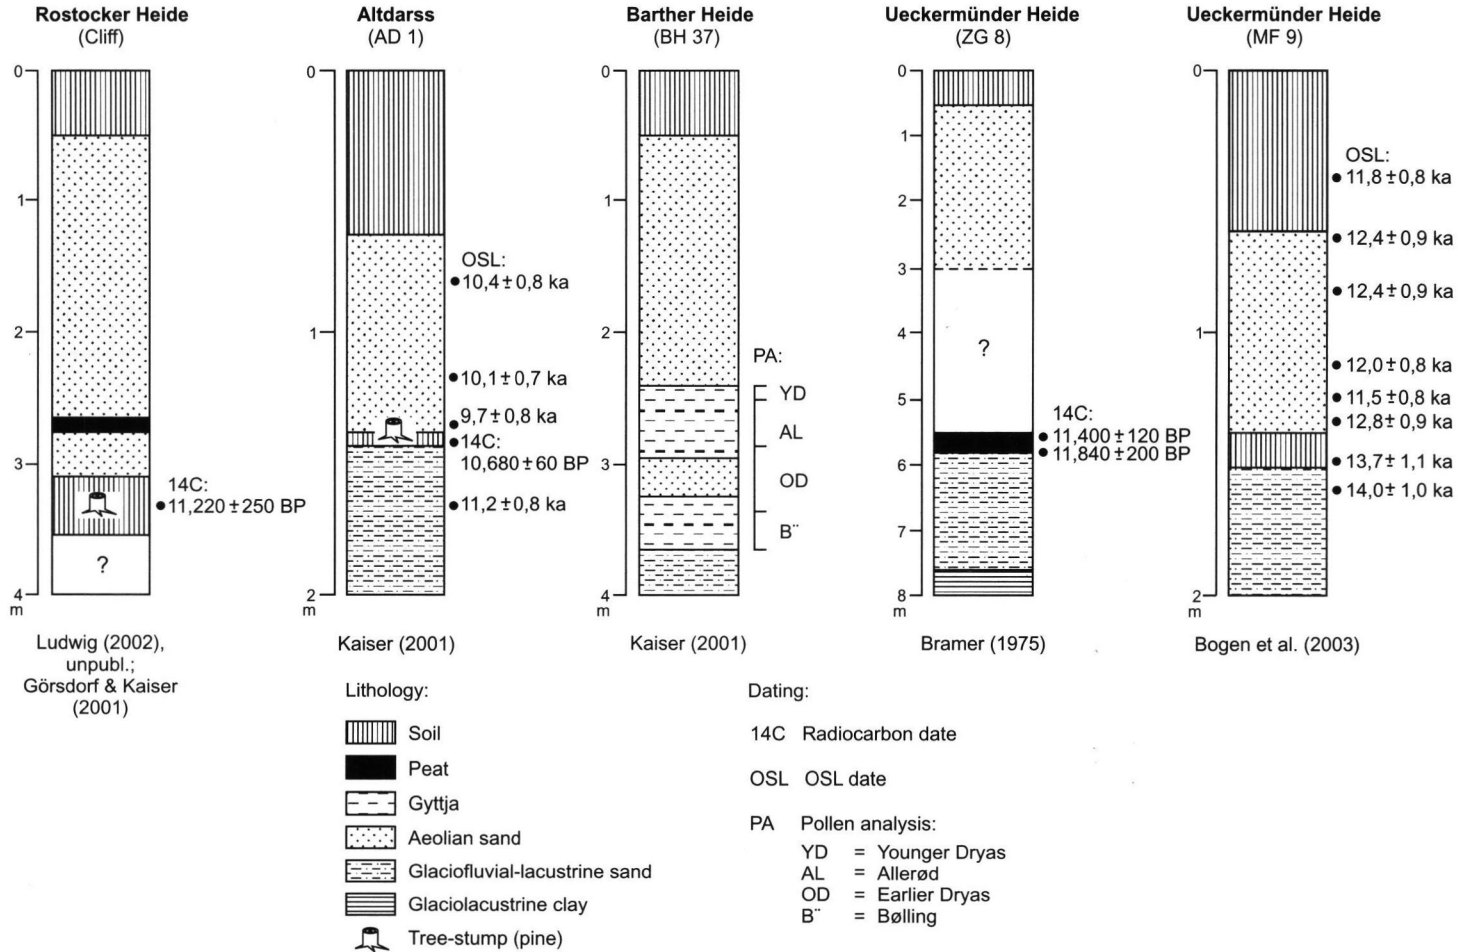 Rostocker Heide
(Cliff)
0
1
2
3
4
m
14C:
11,220 ± 250 BP
?
Ludwig (2002),
unpubl.;
Görsdorf & Kaiser
(2001)
Altdarss
(AD 1)
0
1
2
m
OSL:
10,4 ± 0,8 ka
10,1 ± 0,7 ka
9,7 ± 0,8 ka
14C:
10,680 ± 60 BP
11,2 ± 0,8 ka
Kaiser (2001)
Barther Heide
(BH 37)
0
1
2
3
4
m
PA:
YD
AL
OD
B¨
Kaiser (2001)
Ueckermünder Heide
(ZG 8)
0
1
2
3
4
5
6
7
8
m
?
14C:
11,400 ± 120 BP
11,840 ± 200 BP
Bramer (1975)
Ueckermünder Heide
(MF 9)
0
1
2
m
OSL:
11,8 ± 0,8 ka
12,4 ± 0,9 ka
12,4 ± 0,9 ka
12,0 ± 0,8 ka
11,5 ± 0,8 ka
12,8 ± 0,9 ka
13,7 ± 1,1 ka
14,0 ± 1,0 ka
Bogen et al. (2003)
Lithology:
Soil
Peat
Gyttja
Aeolian sand
Glaciofluvial-lacustrine sand
Glaciolacustrine clay
Tree-stump (pine)
Dating:
14C Radiocarbon date
OSL OSL date
PA Pollen analysis:
YD = Younger Dryas
AL = Allerød
OD = Earlier Dryas
B¨ = Bølling